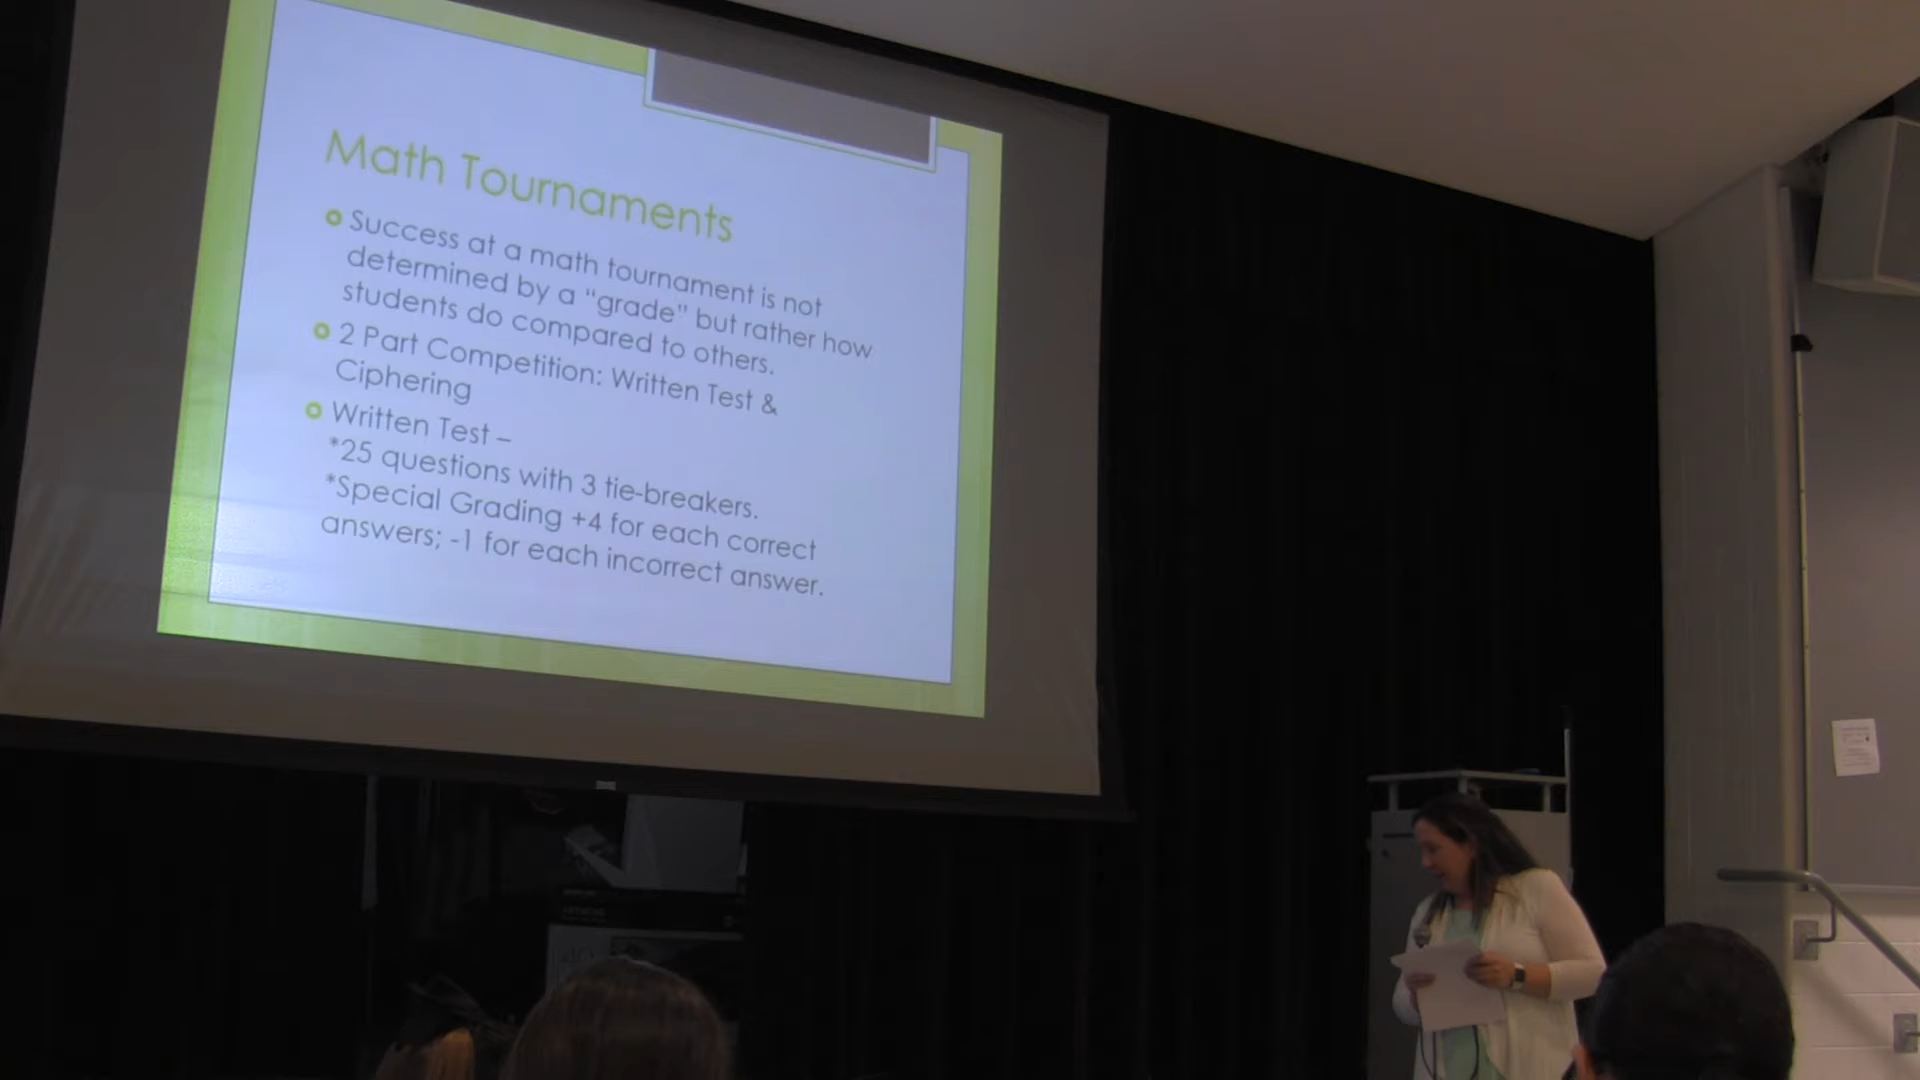 Math Tournaments
Success at a math tournament is not
determined by a “grade” but rather how
students do compared to others.
2 Part Competition: Written Test &
Ciphering
Written Test –
*25 questions with 3 tie-breakers.
*Special Grading +4 for each correct
answers; -1 for each incorrect answer.